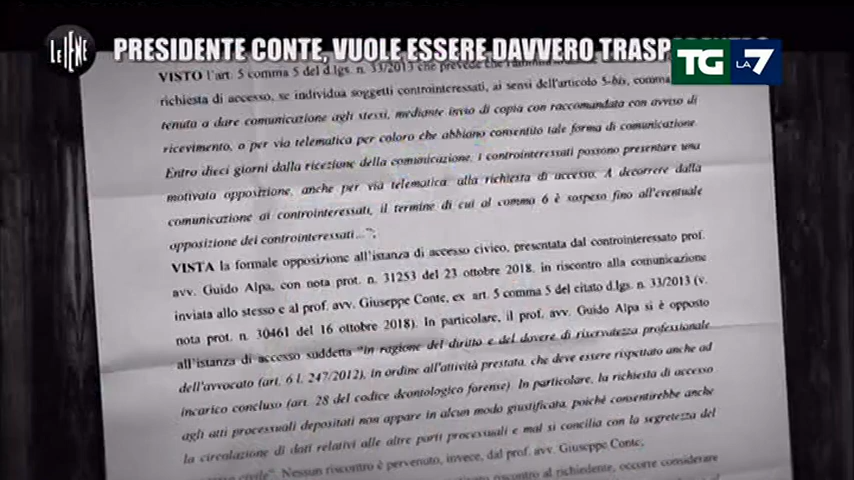 LE IENE
PRESIDENTE CONTE, VUOLE ESSERE DAVVERO
TG LA7
VISTO l'art. 5 comma 5 del d.lgs. n. 33/2013 che prevede che
richiesta di accesso, se individua soggetti controinteressati, ai sensi dell'articolo 5-bis, comma
tenuta a dare comunicazione agli stessi, mediante invio di copia con raccomandata con avviso di
ricevimento, o per via telematica per coloro che abbiano consentito tale forma di comunicazione.
Entro dieci giorni dalla ricezione della comunicazione, i controinteressati possono presentare una
motivata opposizione, anche per via telematica, alla richiesta di accesso. A decorrere dalla
comunicazione ai controinteressati, il termine di cui al comma 6 è sospeso fino all'eventuale
opposizione dei controinteressati...";
VISTA la formale opposizione all'istanza di accesso civico, presentata dal controinteressato prof.
avv. Guido Alpa, con nota prot. n. 31253 del 23 ottobre 2018, in riscontro alla comunicazione
inviata allo stesso e al prof. avv. Giuseppe Conte, ex art. 5 comma 5 del citato d.lgs. n. 33/2013 (v.
nota prot. n. 30461 del 16 ottobre 2018). In particolare, il prof. avv. Guido Alpa si è opposto
all'istanza di accesso suddetta "in ragione del diritto e del dovere di riservatezza professionale
dell'avvocato (art. 6 l. 247/2012), in ordine all'attività prestata, che deve essere rispettato anche ad
incarico concluso (art. 28 del codice deontologico forense). In particolare, la richiesta di accesso
agli atti processuali depositati non appare in alcun modo giustificata, poiché consentirebbe anche
la circolazione di dati relativi alle altre parti processuali e mal si concilia con la segretezza del
civile". Nessun riscontro è pervenuto, invece, dal prof. avv. Giuseppe Conte;
riscontro al richiedente, occorre considerare